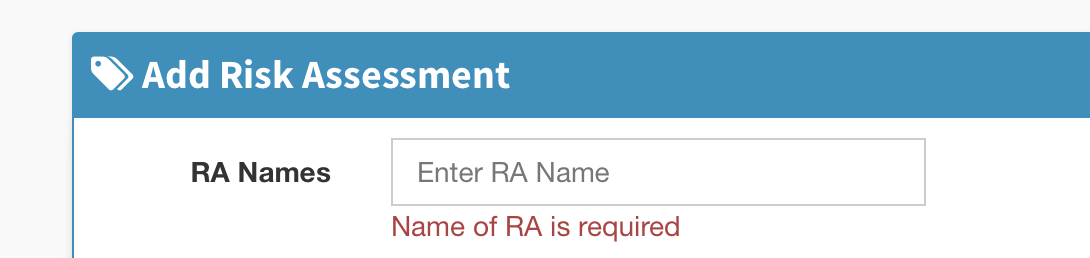 Add Risk Assessment
RA Names
Enter RA Name
Name of RA is required